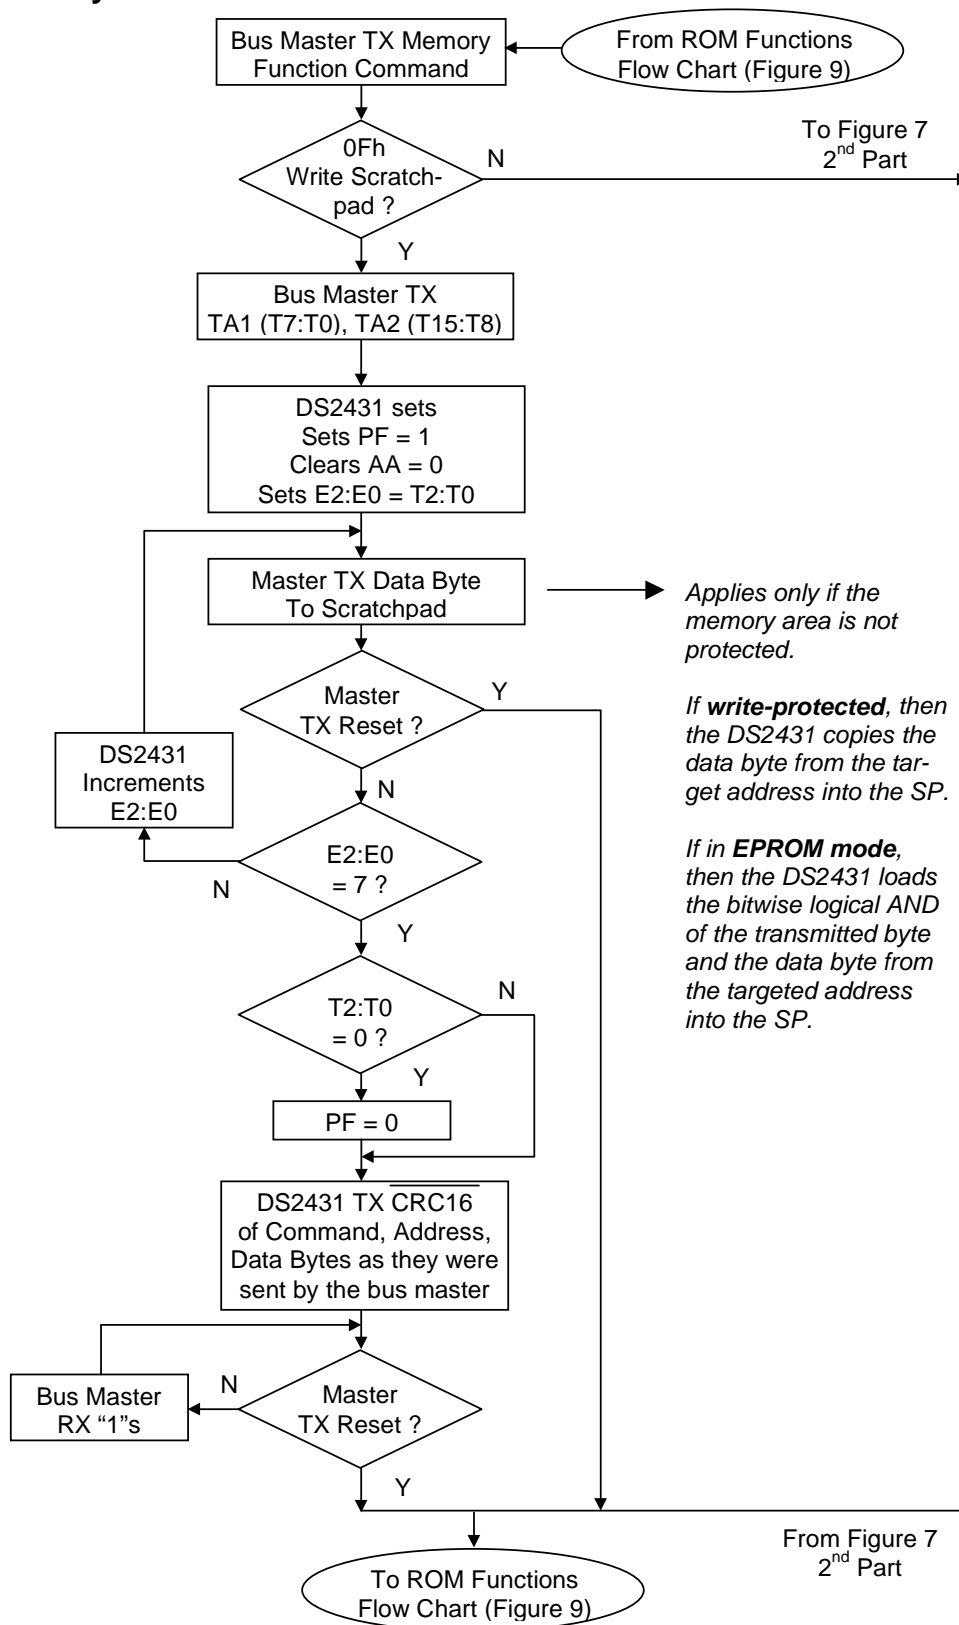 Bus Master TX Memory
Function Command
From ROM Functions
Flow Chart (Figure 9)
To Figure 7
2nd Part
0Fh
Write Scratch-
pad ?
N
Y
Bus Master TX
TA1 (T7:T0), TA2 (T15:T8)
DS2431 sets
Sets PF = 1
Clears AA = 0
Sets E2:E0 = T2:T0
Master TX Data Byte
To Scratchpad
Applies only if the
memory area is not
protected.
If write-protected, then
the DS2431 copies the
data byte from the tar-
get address into the SP.
If in EPROM mode,
then the DS2431 loads
the bitwise logical AND
of the transmitted byte
and the data byte from
the targeted address
into the SP.
Master
TX Reset ?
Y
N
DS2431
Increments
E2:E0
E2:E0
= 7 ?
N
Y
T2:T0
= 0 ?
N
Y
PF = 0
DS2431 TX CRC16
of Command, Address,
Data Bytes as they were
sent by the bus master
Bus Master
RX “1”s
N
Master
TX Reset ?
Y
From Figure 7
2nd Part
To ROM Functions
Flow Chart (Figure 9)